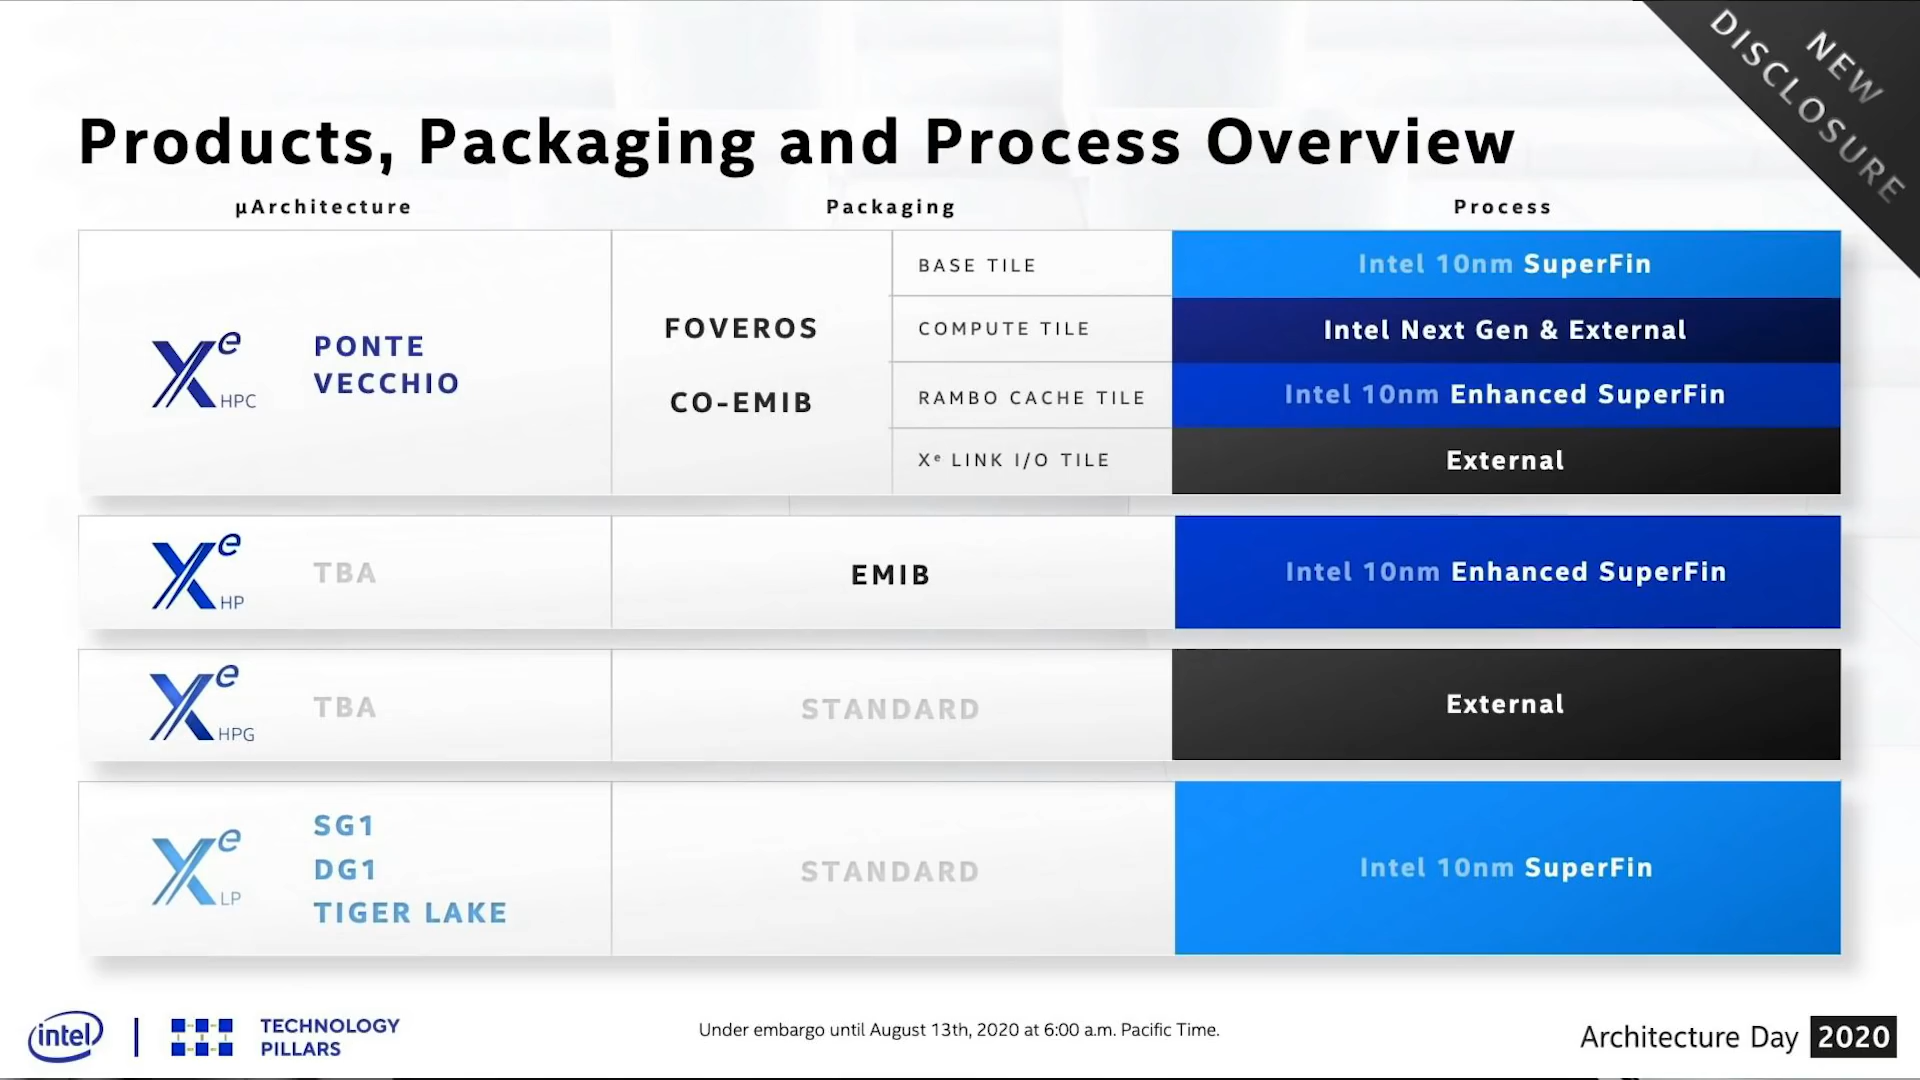 NEW
DISCLOSURE
Products, Packaging and Process Overview
µArchitecture Packaging Process
Xe HPC
PONTE
VECCHIO
FOVEROS
CO-EMIB
BASE TILE Intel 10nm SuperFin
COMPUTE TILE Intel Next Gen & External
RAMBO CACHE TILE Intel 10nm Enhanced SuperFin
Xe LINK I/O TILE External
Xe HP TBA EMIB Intel 10nm Enhanced SuperFin
Xe HPG TBA STANDARD External
Xe LP
SG1
DG1
TIGER LAKE
STANDARD
Intel 10nm SuperFin
intel
TECHNOLOGY
PILLARS
Under embargo until August 13th, 2020 at 6:00 a.m. Pacific Time.
Architecture Day 2020